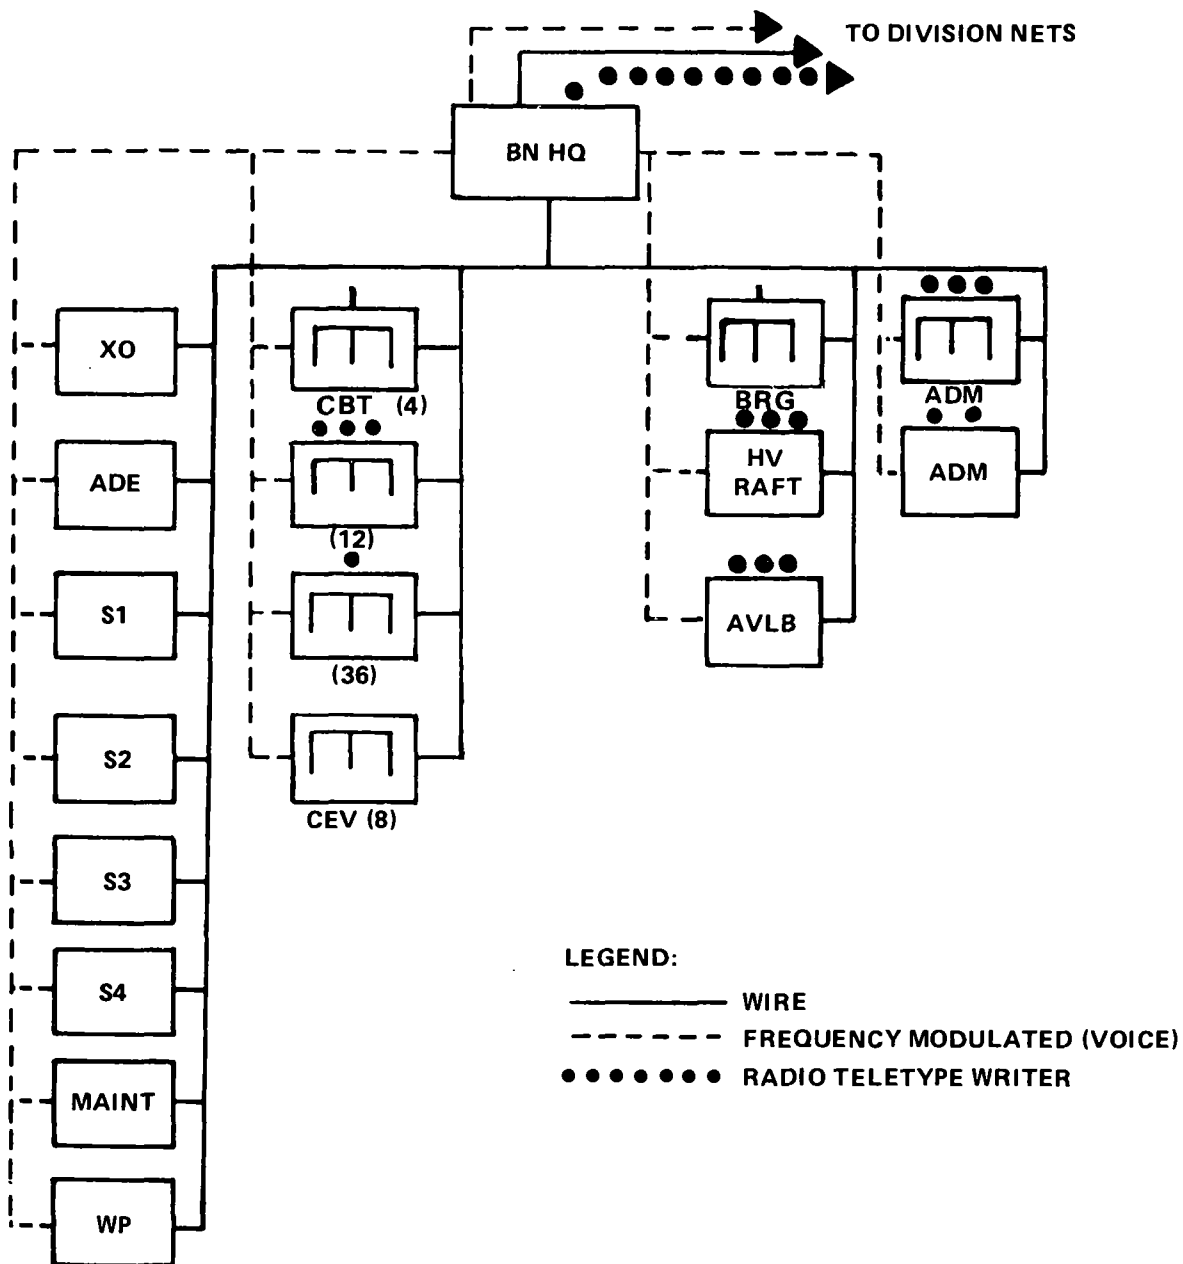 TO DIVISION NETS
BN HQ
XO
ADE
S1
S2
S3
S4
MAINT
WP
CBT (4)
(12)
(36)
CEV (8)
BRG
HV
RAFT
AVLB
ADM
ADM
LEGEND:
WIRE
FREQUENCY MODULATED (VOICE)
RADIO TELETYPE WRITER